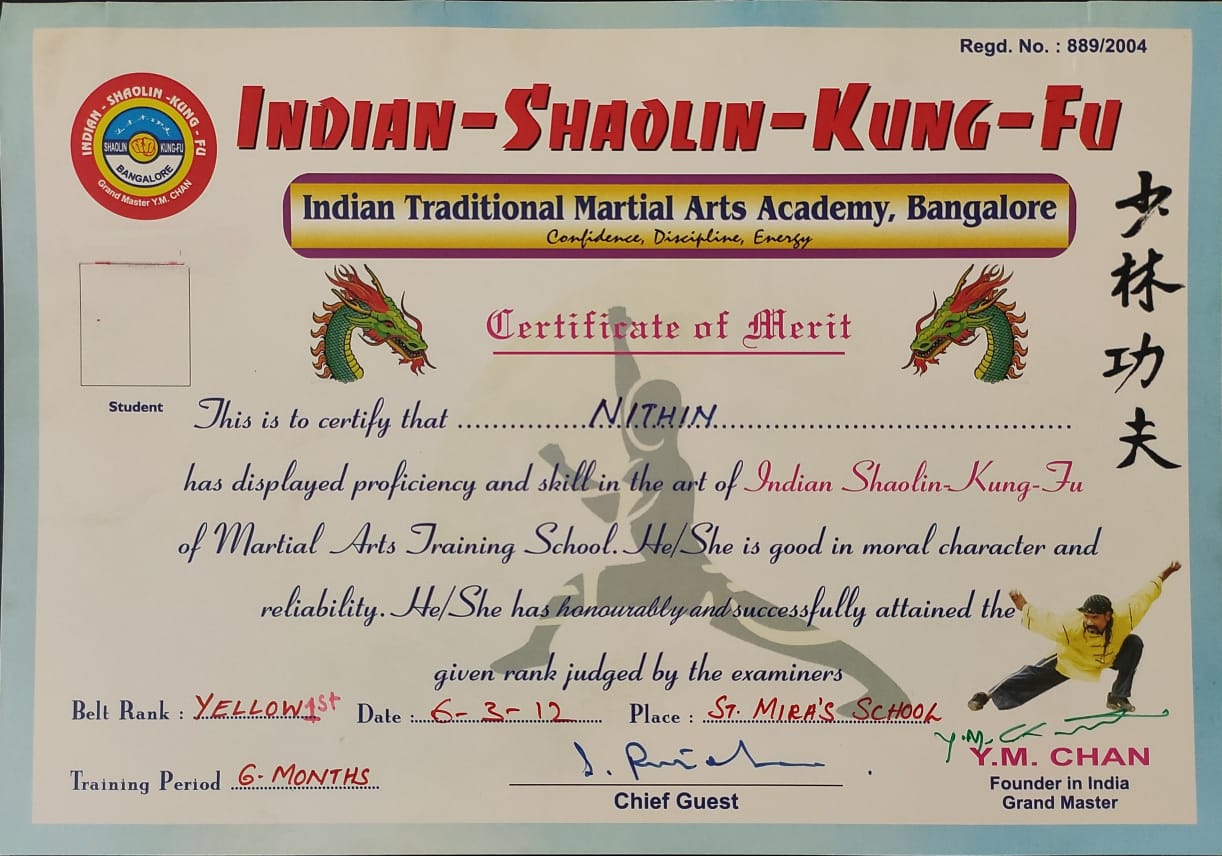 Regd. No. : 889/2004
INDIAN - SHAOLIN - KUNG - FU
SHAOLIN KUNG-FU
BANGALORE
Grand Master Y.M. CHAN
INDIAN-SHAOLIN-KUNG-FU
Indian Traditional Martial Arts Academy, Bangalore
Confidence, Discipline, Energy
少林功夫
Certificate of Merit
Student
This is to certify that ..............NITHIN..............
has displayed proficiency and skill in the art of Indian Shaolin-Kung-Fu
of Martial Arts Training School. He/She is good in moral character and
reliability. He/She has honourably and successfully attained the
given rank judged by the examiners
Belt Rank : YELLOW 1st Date : 6-3-12 Place : ST. MIRA'S SCHOOL
Y.M. CHAN
Training Period 6-MONTHS
Chief Guest
Founder in India
Grand Master